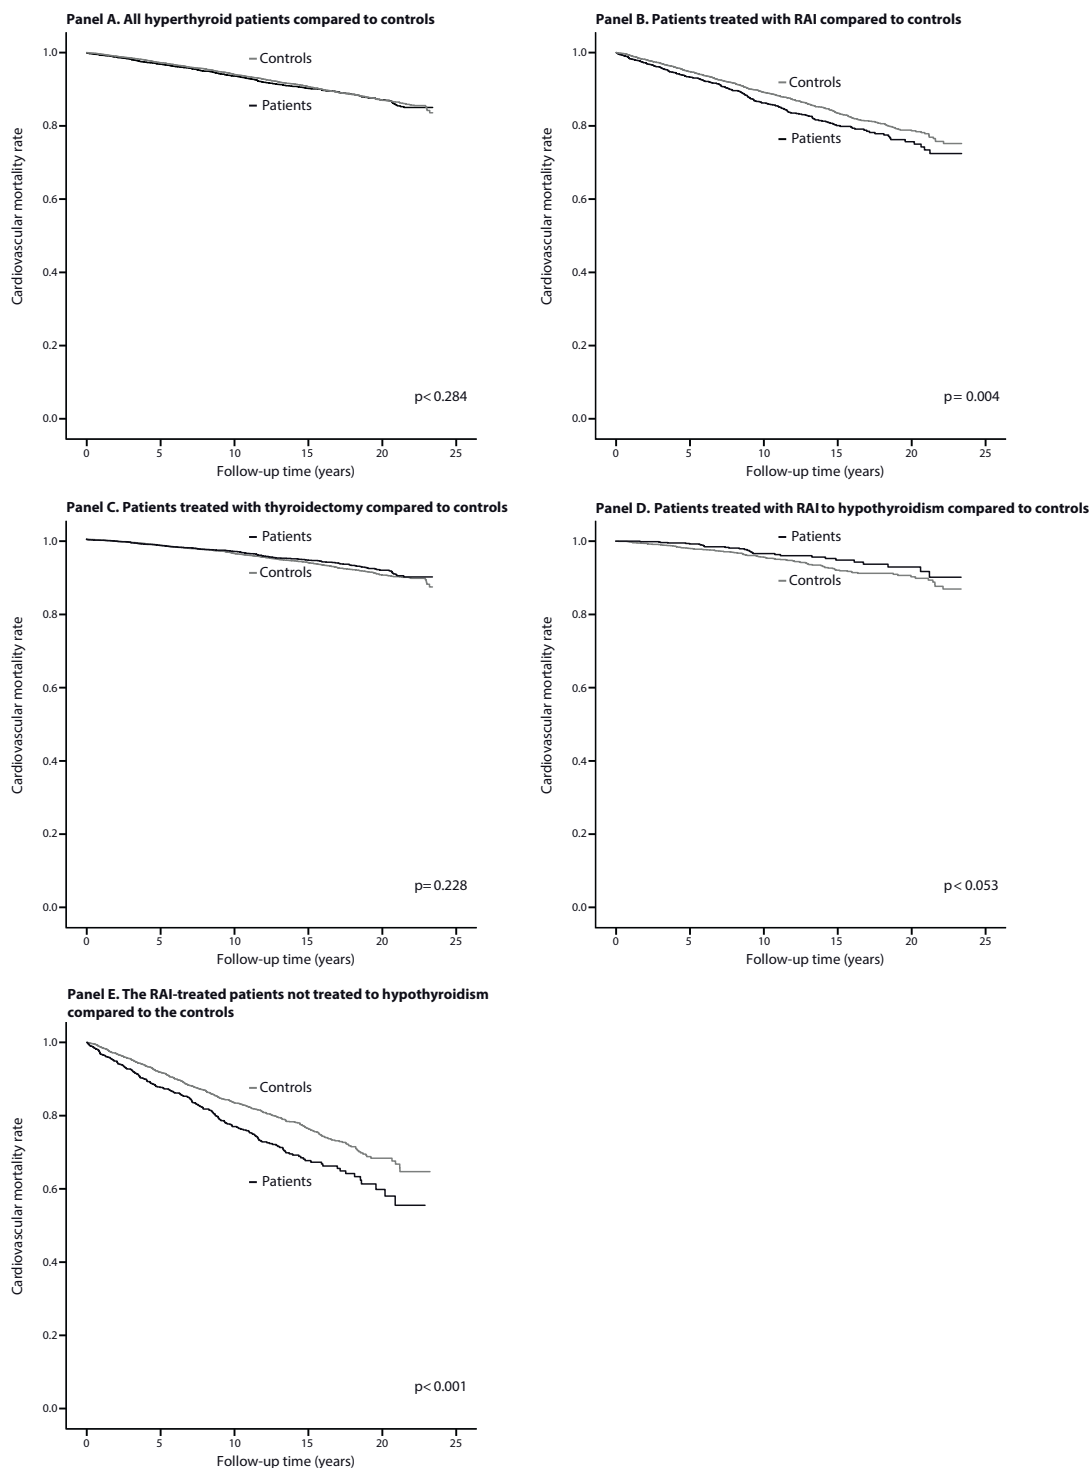 Panel A. All hyperthyroid patients compared to controls
Cardiovascular mortality rate
1.0
0.8
0.6
0.4
0.2
0.0
Controls
Patients
p< 0.284
0 5 10 15 20 25
Follow-up time (years)
Panel B. Patients treated with RAI compared to controls
Cardiovascular mortality rate
1.0
0.8
0.6
0.4
0.2
0.0
Controls
Patients
p= 0.004
0 5 10 15 20 25
Follow-up time (years)
Panel C. Patients treated with thyroidectomy compared to controls
Cardiovascular mortality rate
1.0
0.8
0.6
0.4
0.2
0.0
Patients
Controls
p= 0.228
0 5 10 15 20 25
Follow-up time (years)
Panel D. Patients treated with RAI to hypothyroidism compared to controls
Cardiovascular mortality rate
1.0
0.8
0.6
0.4
0.2
0.0
Patients
Controls
p< 0.053
0 5 10 15 20 25
Follow-up time (years)
Panel E. The RAI-treated patients not treated to hypothyroidism
compared to the controls
Cardiovascular mortality rate
1.0
0.8
0.6
0.4
0.2
0.0
Controls
Patients
p< 0.001
0 5 10 15 20 25
Follow-up time (years)